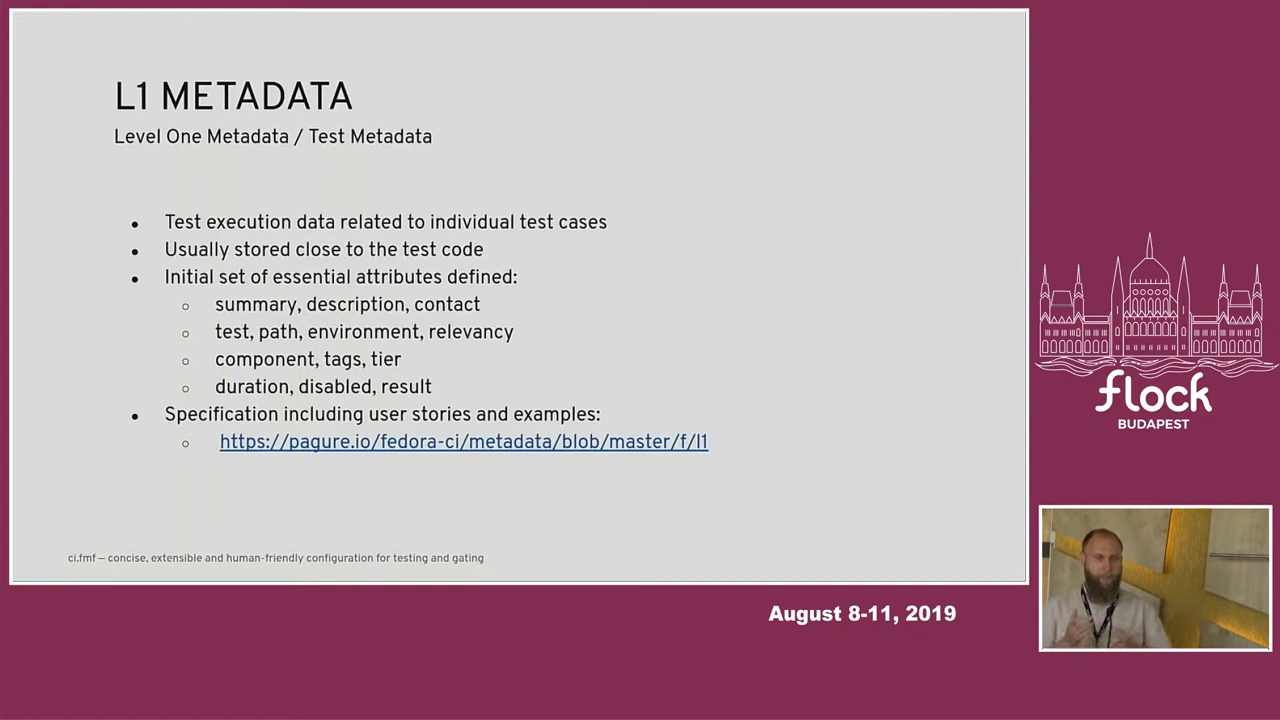 L1 METADATA
Level One Metadata / Test Metadata
● Test execution data related to individual test cases
● Usually stored close to the test code
● Initial set of essential attributes defined:
○ summary, description, contact
○ test, path, environment, relevancy
○ component, tags, tier
○ duration, disabled, result
● Specification including user stories and examples:
○ https://pagure.io/fedora-ci/metadata/blob/master/f/l1
ci.fmf – concise, extensible and human-friendly configuration for testing and gating
flock
BUDAPEST
August 8-11, 2019